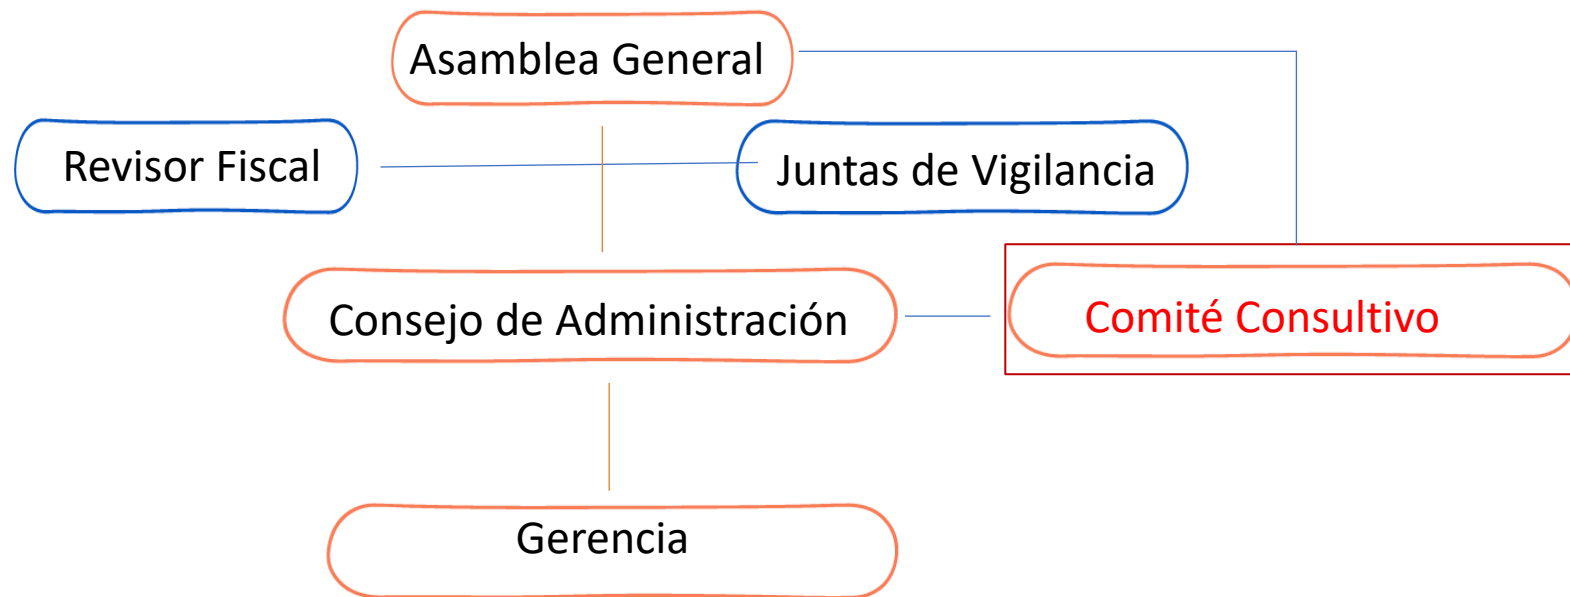 Asamblea General
Revisor Fiscal
Juntas de Vigilancia
Consejo de Administración
Comité Consultivo
Gerencia